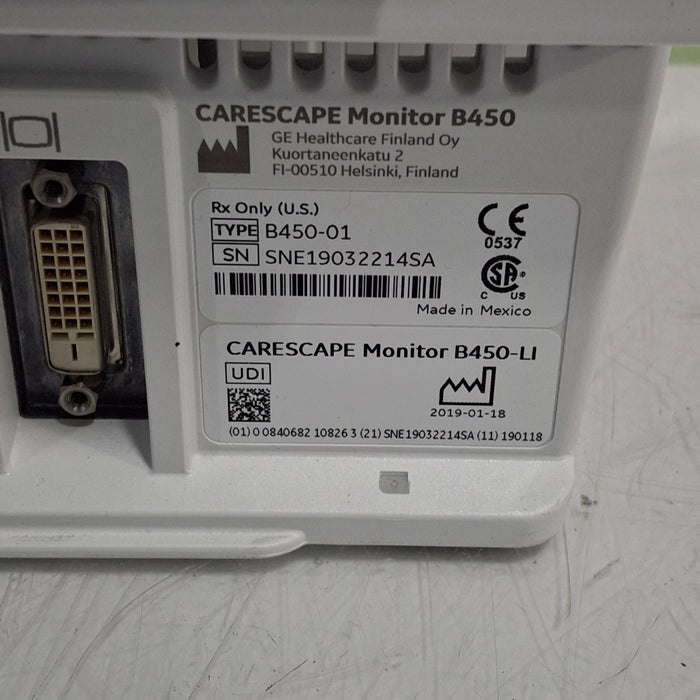 CARESCAPE Monitor B450
GE Healthcare Finland Oy
Kuortaneenkatu 2
FI-00510 Helsinki, Finland
Rx Only (U.S.)
TYPE B450-01
SN SNE19032214SA
CE
0537
CSA®
C US
Made in Mexico
CARESCAPE Monitor B450-LI
UDI
2019-01-18
(01) 0 0840682 10826 3 (21) SNE19032214SA (11) 190118